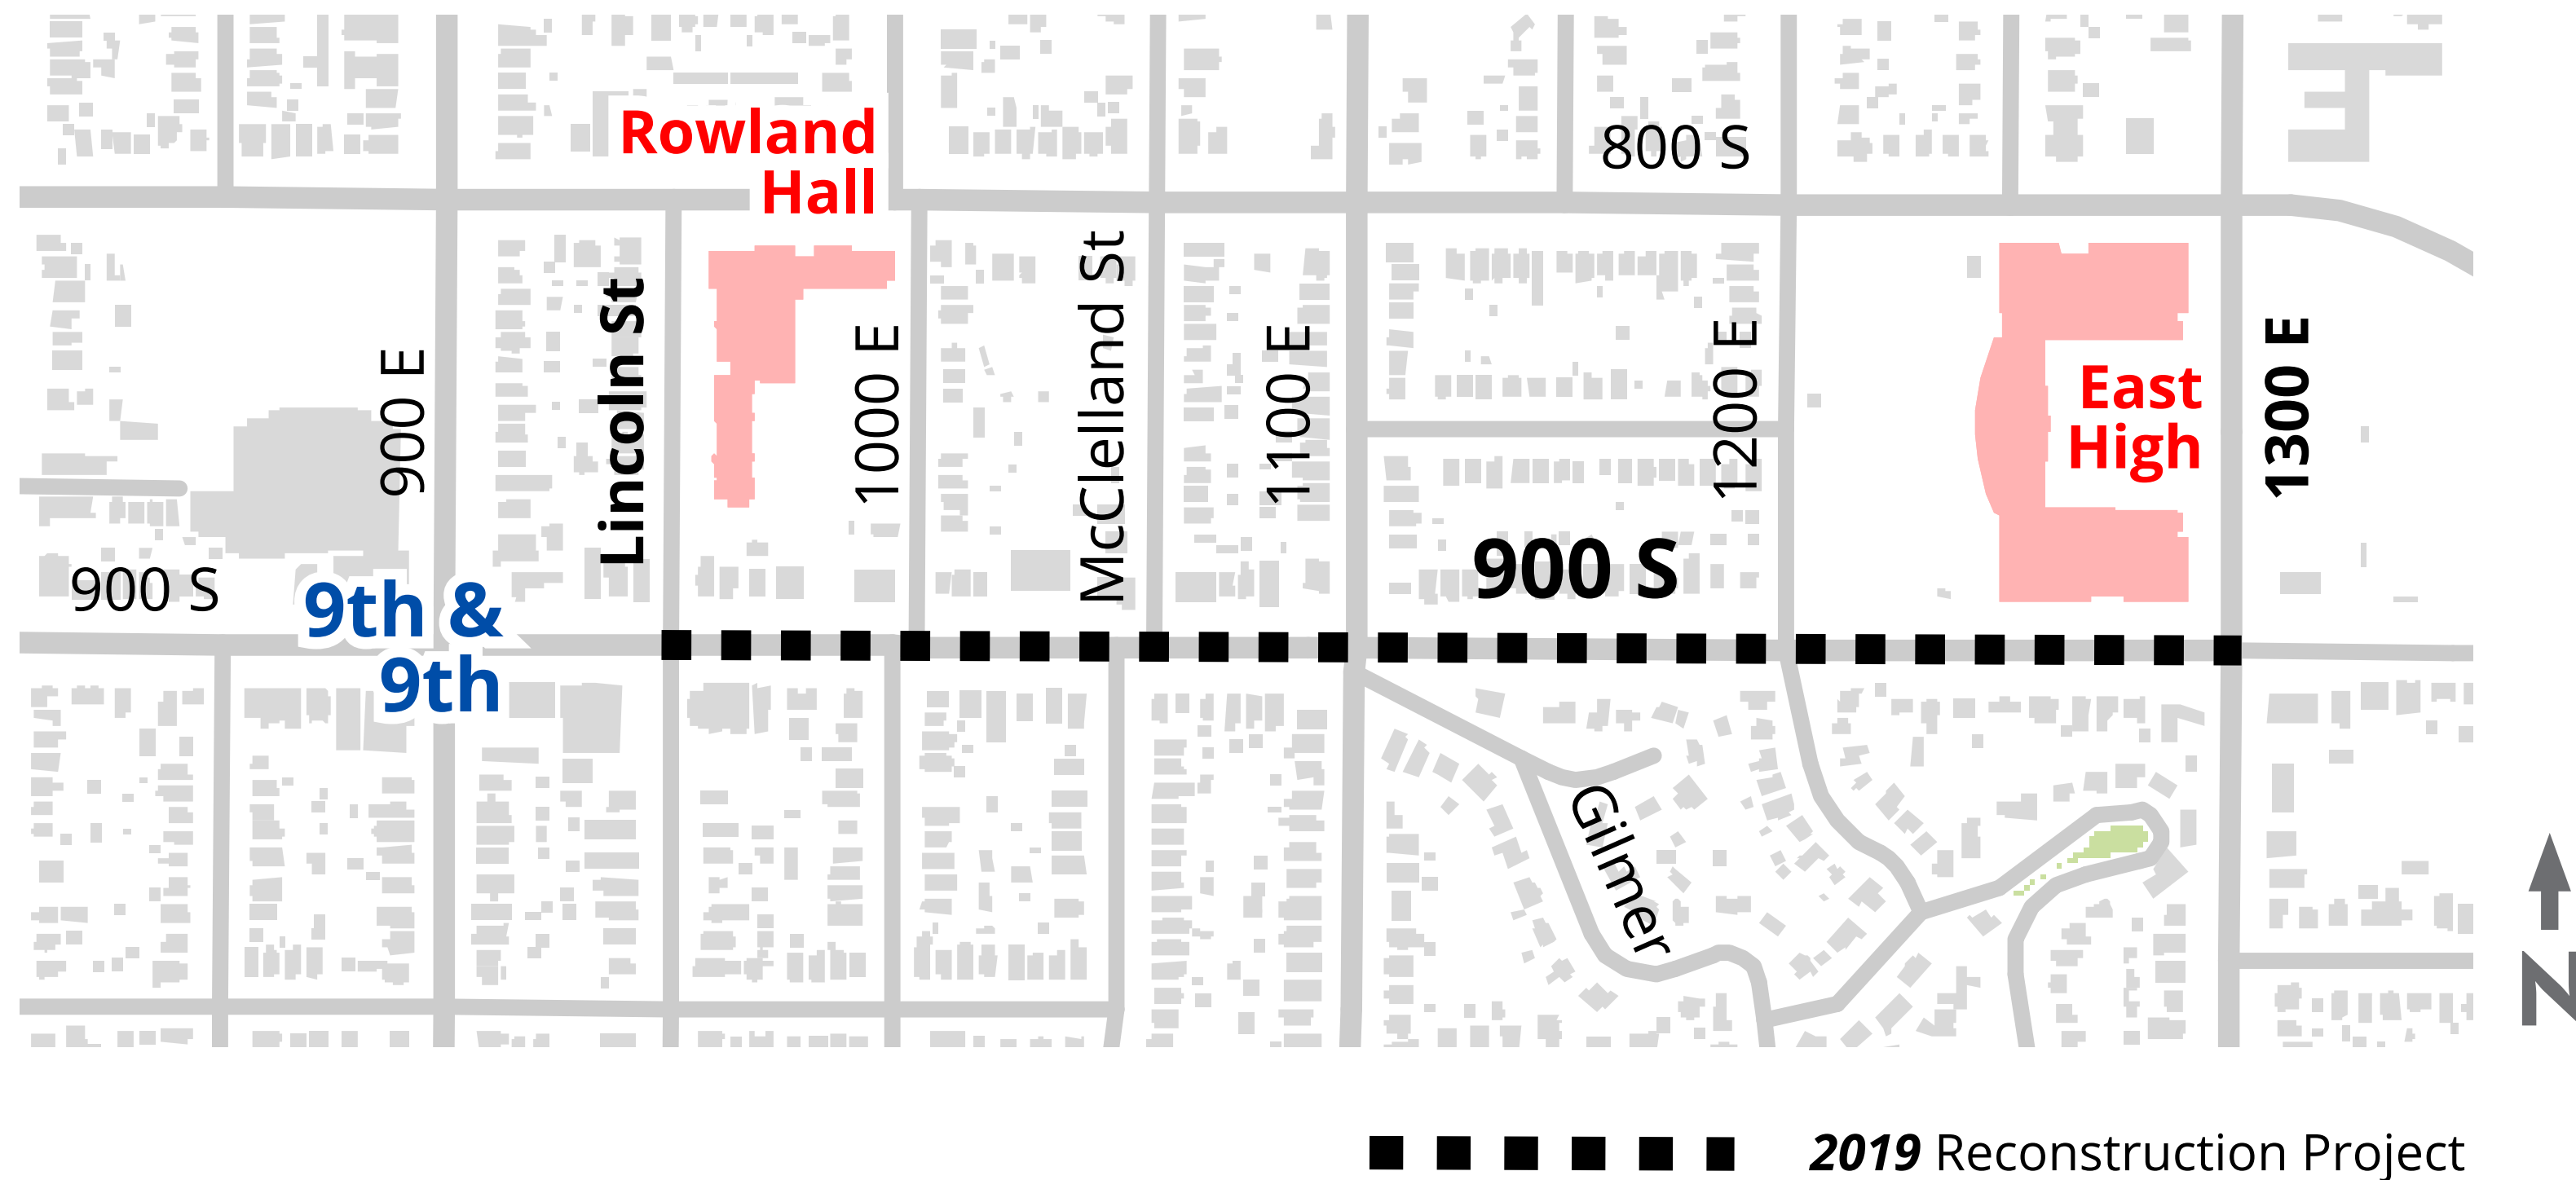 Rowland
Hall
800 S
900 E
Lincoln St
1000 E
McClelland St
1100 E
1200 E
East
High
1300 E
900 S
900 S
9th &
9th
Gilmer
N
2019 Reconstruction Project